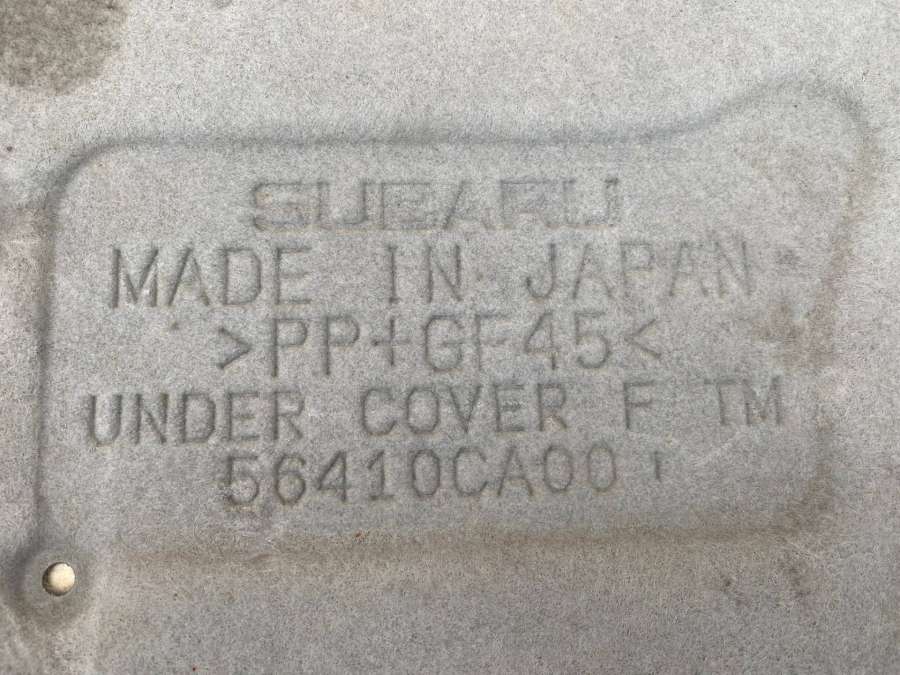 SUBARU
MADE IN JAPAN
>PP+GF45<
UNDER COVER F TM
56410CA00